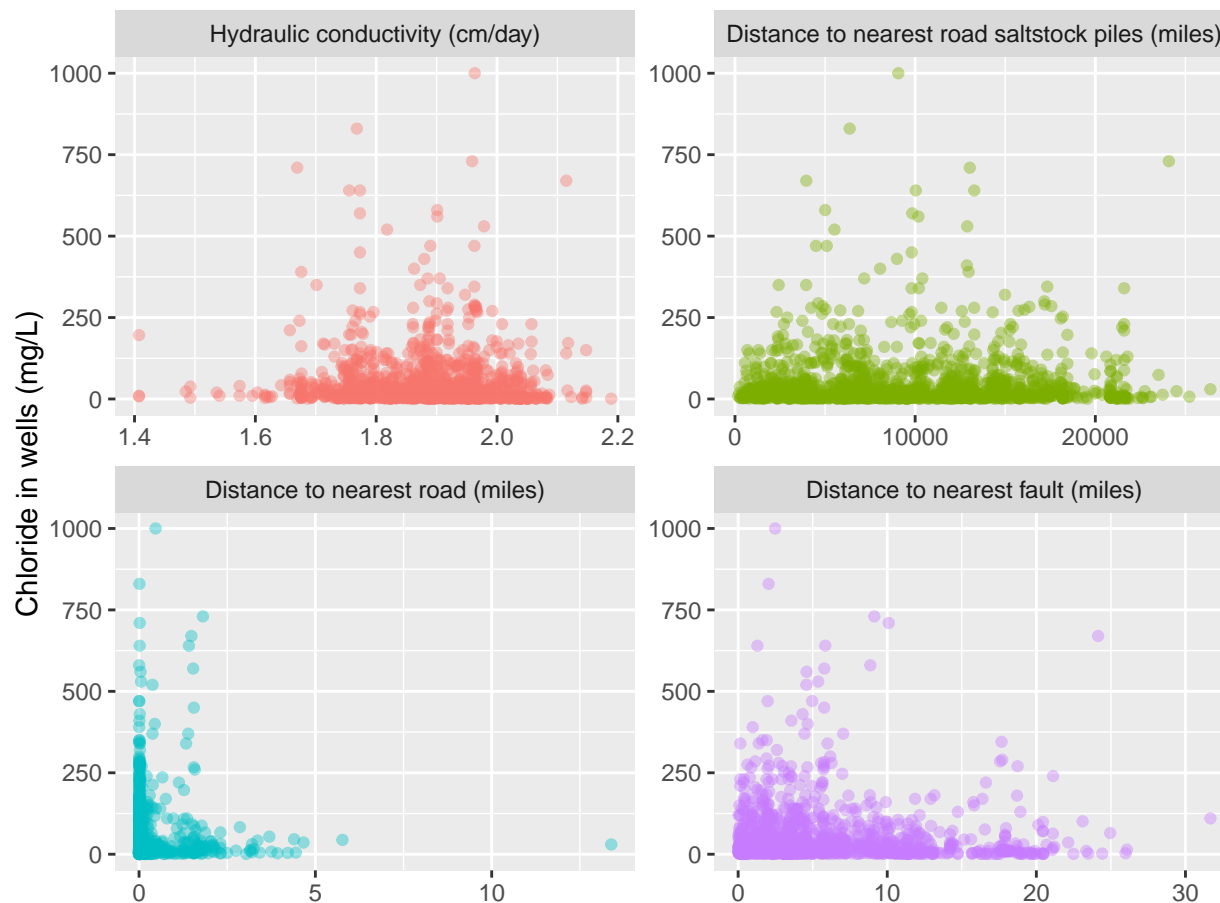 Hydraulic conductivity (cm/day)
Distance to nearest road saltstock piles (miles)
1000
750
500
250
0
1.4 1.6 1.8 2.0 2.2
1000
750
500
250
0
0 10000 20000
Chloride in wells (mg/L)
Distance to nearest road (miles)
Distance to nearest fault (miles)
1000
750
500
250
0
0 5 10
1000
750
500
250
0
0 10 20 30